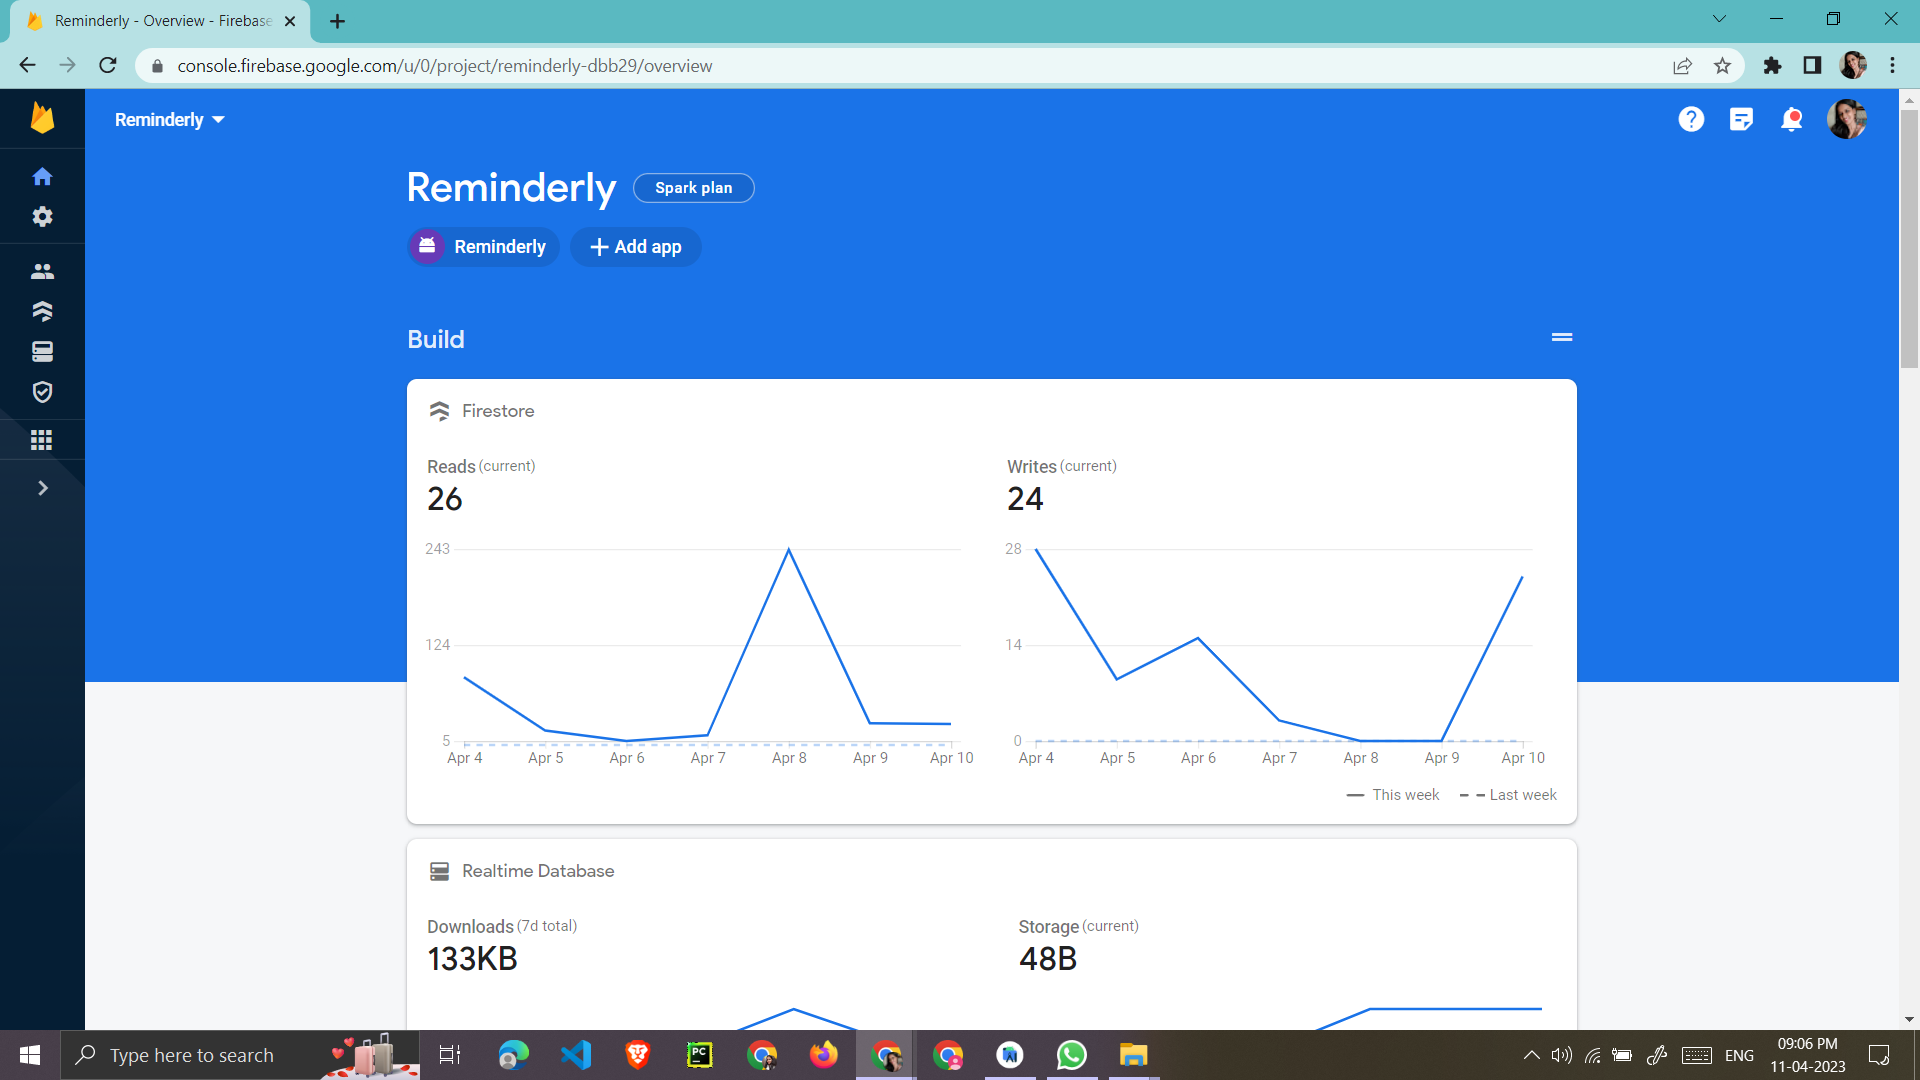 Reminderly - Overview - Firebase
console.firebase.google.com/u/0/project/reminderly-dbb29/overview
Reminderly
Reminderly
Spark plan
Reminderly
Add app
Build
Firestore
Reads (current)
26
243
124
5
Apr 4 Apr 5 Apr 6 Apr 7 Apr 8 Apr 9 Apr 10
Writes (current)
24
28
14
0
Apr 4 Apr 5 Apr 6 Apr 7 Apr 8 Apr 9 Apr 10
This week Last week
Realtime Database
Downloads (7d total)
133KB
Storage (current)
48B
Type here to search
PC
ENG
09:06 PM
11-04-2023